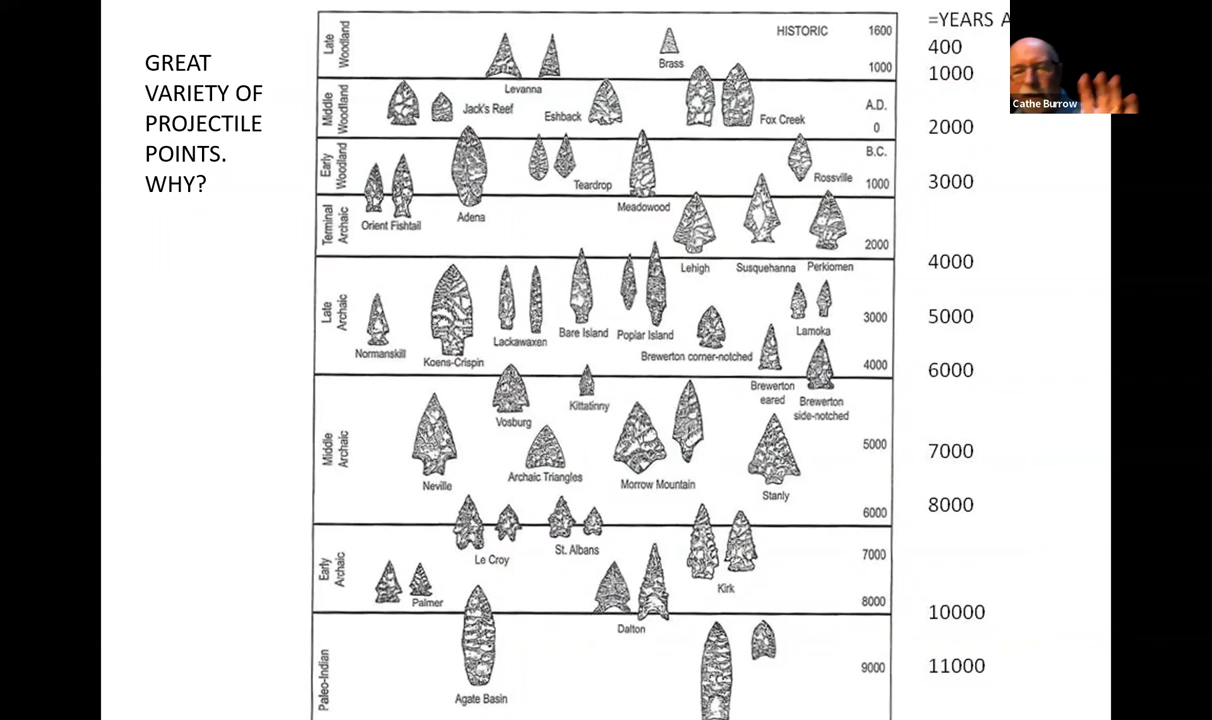 GREAT
VARIETY OF
PROJECTILE
POINTS.
WHY?
=YEARS A
Cathe Burrow
400
1000
2000
3000
4000
5000
6000
7000
8000
10000
11000
Late
Woodland
HISTORIC
1600
1000
Levanna
Brass
Middle
Woodland
Jack's Reef
Eshback
Fox Creek
A.D.
0
Early
Woodland
B.C.
1000
Teardrop
Rossville
Meadowood
Adena
Orient Fishtail
Terminal
Archaic
2000
Lehigh
Susquehanna
Perkiomen
Late
Archaic
3000
4000
Normanskill
Koens-Crispin
Lackawaxen
Bare Island
Poplar Island
Brewerton corner-notched
Lamoka
Brewerton
eared
Brewerton
side-notched
Middle
Archaic
5000
6000
Vosburg
Kittatinny
Neville
Archaic Triangles
Morrow Mountain
Stanly
Early
Archaic
7000
8000
Le Croy
St. Albans
Kirk
Palmer
Dalton
Paleo-Indian
9000
Agate Basin